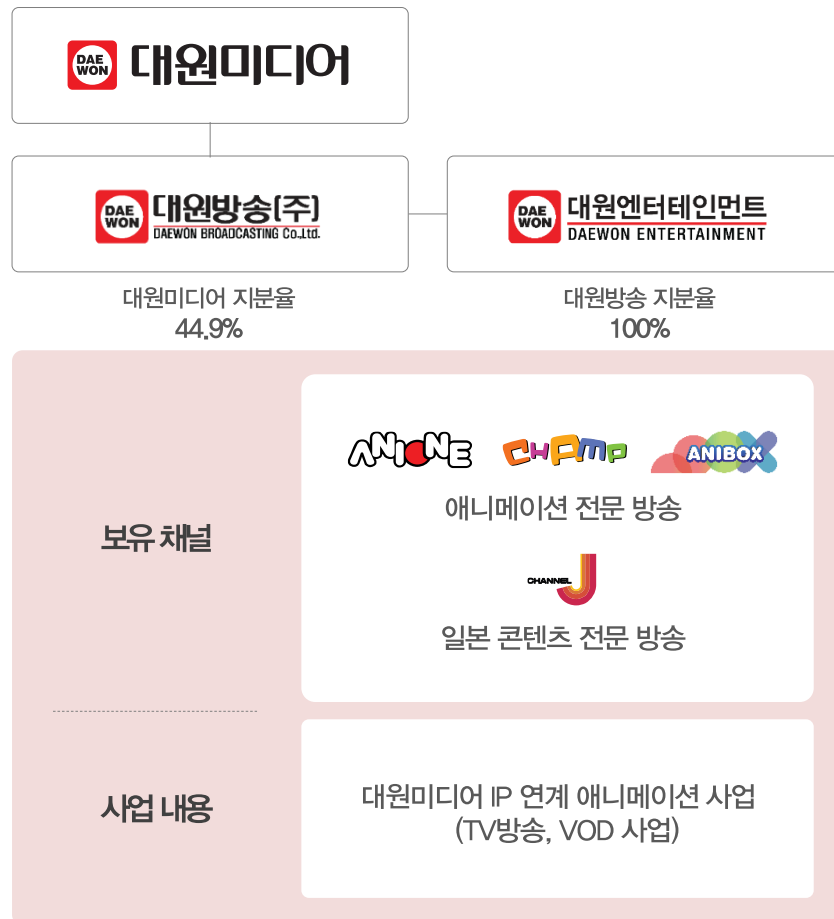 DAE WON 대원미디어
DAE WON 대원방송(주)
DAEWON BROADCASTING Co.,Ltd.
DAE WON 대원엔터테인먼트
DAEWON ENTERTAINMENT
대원미디어 지분율
44.9%
대원방송 지분율
100%
보유 채널
ANIONE CHAMP ANIBOX
애니메이션 전문 방송
CHANNEL J
일본 콘텐츠 전문 방송
사업 내용
대원미디어 IP 연계 애니메이션 사업
(TV방송, VOD 사업)